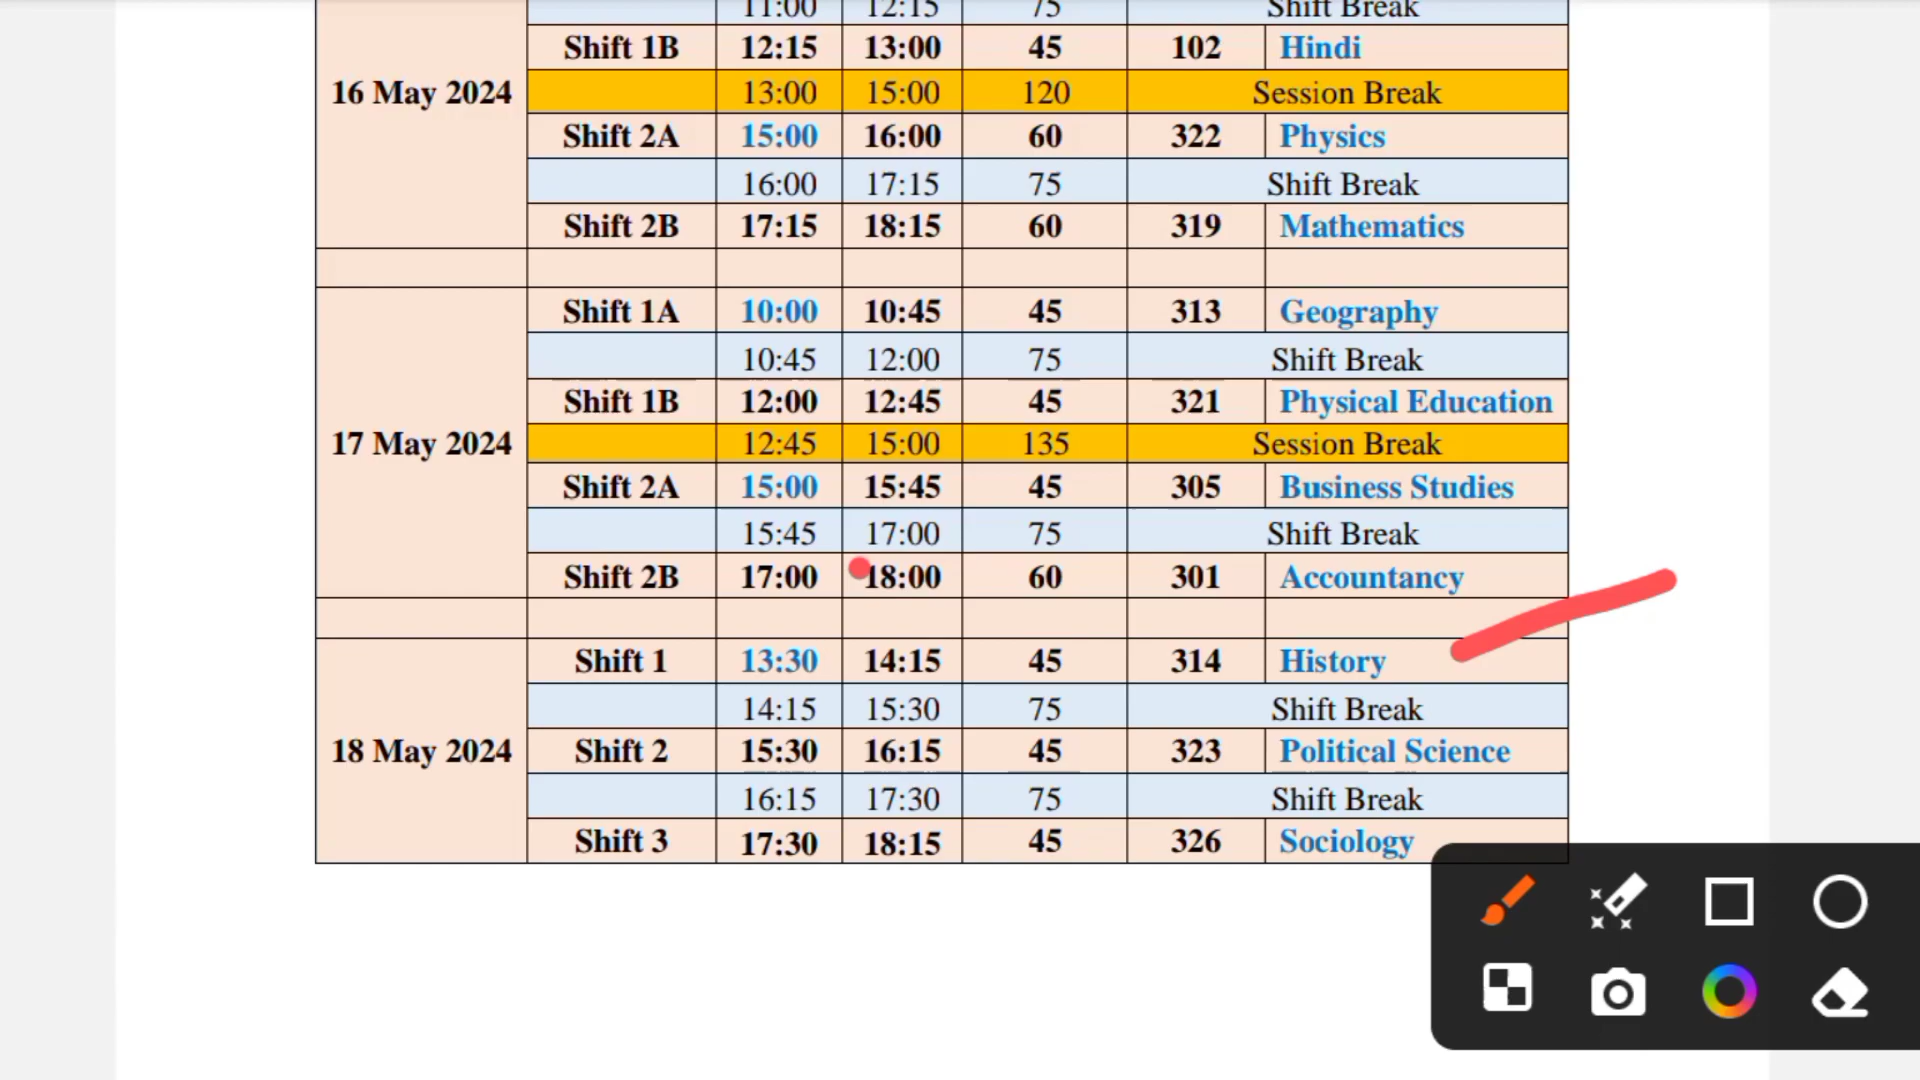 11:00 12:15 75 Shift Break
Shift 1B 12:15 13:00 45 102 Hindi
16 May 2024 13:00 15:00 120 Session Break
Shift 2A 15:00 16:00 60 322 Physics
16:00 17:15 75 Shift Break
Shift 2B 17:15 18:15 60 319 Mathematics
Shift 1A 10:00 10:45 45 313 Geography
10:45 12:00 75 Shift Break
Shift 1B 12:00 12:45 45 321 Physical Education
17 May 2024 12:45 15:00 135 Session Break
Shift 2A 15:00 15:45 45 305 Business Studies
15:45 17:00 75 Shift Break
Shift 2B 17:00 18:00 60 301 Accountancy
Shift 1 13:30 14:15 45 314 History
14:15 15:30 75 Shift Break
18 May 2024 Shift 2 15:30 16:15 45 323 Political Science
16:15 17:30 75 Shift Break
Shift 3 17:30 18:15 45 326 Sociology